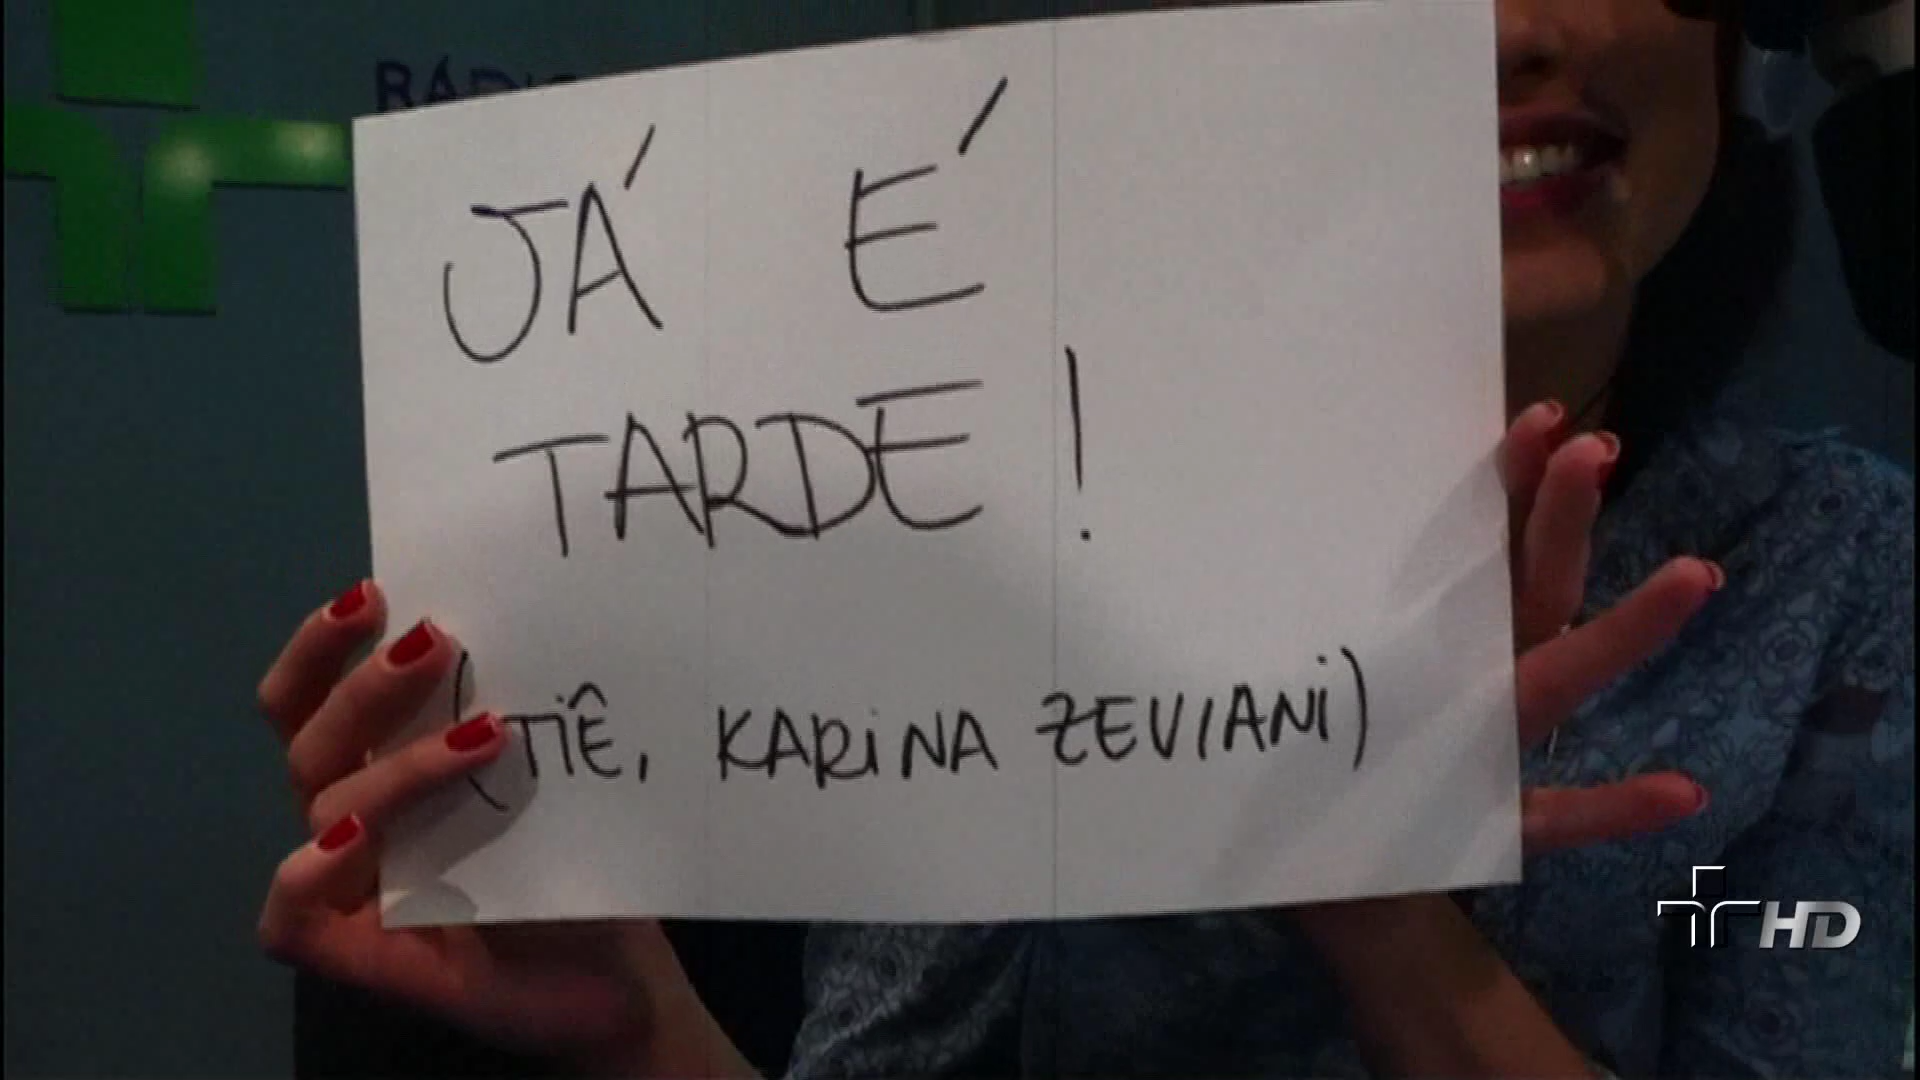 JÁ É
TARDE!
(TIÊ, KARINA ZEVIANI)
HD